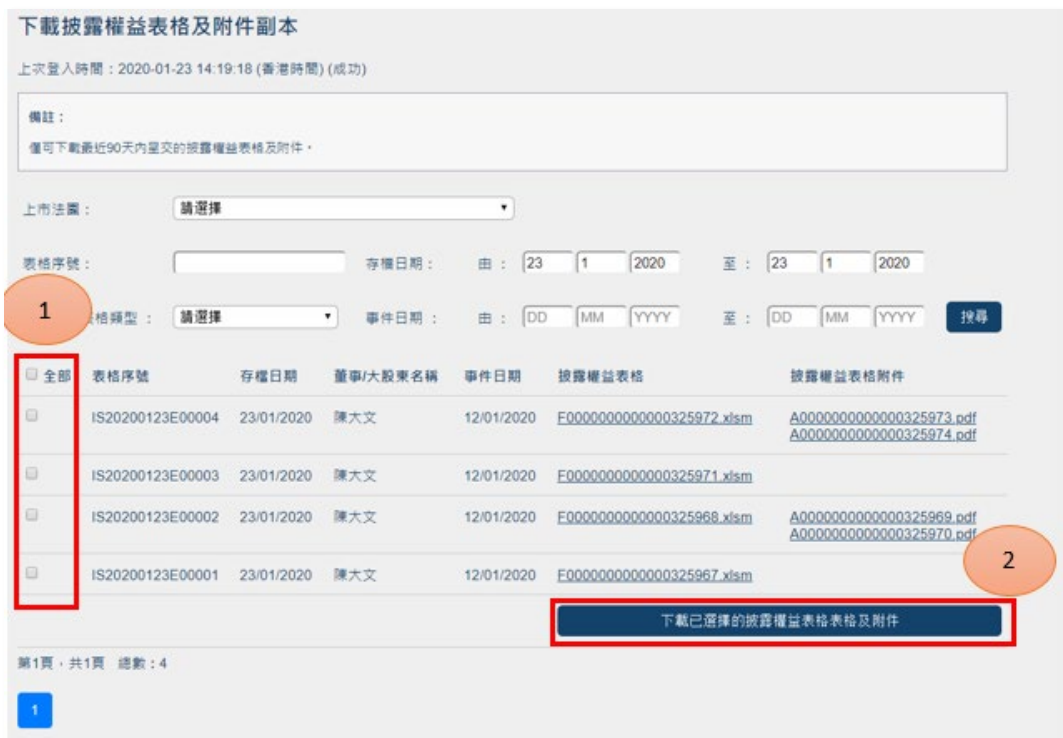 下載披露權益表格及附件副本
上次登入時間：2020-01-23 14:19:18 (香港時間) (成功)
備註：
僅可下載最近90天內呈交的披露權益表格及附件。
上市法團： 請選擇
表格序號： 存檔日期： 由： 23 1 2020 至： 23 1 2020
1 表格類型： 請選擇 事件日期： 由： DD MM YYYY 至： DD MM YYYY 搜尋
全部 表格序號 存檔日期 董事/大股東名稱 事件日期 披露權益表格 披露權益表格附件
IS20200123E00004 23/01/2020 陳大文 12/01/2020 F0000000000000325972.xlsm A0000000000000325973.pdf
A0000000000000325974.pdf
IS20200123E00003 23/01/2020 陳大文 12/01/2020 F0000000000000325971.xlsm
IS20200123E00002 23/01/2020 陳大文 12/01/2020 F0000000000000325968.xlsm A0000000000000325969.pdf
A0000000000000325970.pdf
2
IS20200123E00001 23/01/2020 陳大文 12/01/2020 F0000000000000325967.xlsm
下載已選擇的披露權益表格表格及附件
第1頁，共1頁 總數：4
1